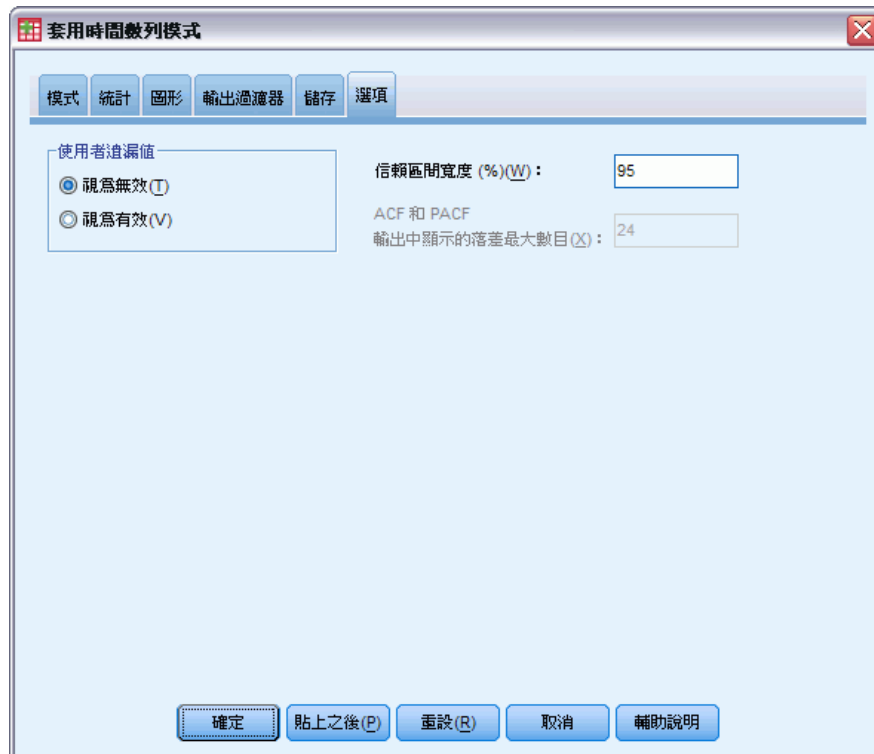 套用時間數列模式
模式 統計 圖形 輸出過濾器 儲存 選項
使用者遺漏值
視為無效(T)
視為有效(V)
信賴區間寬度 (%)(W)： 95
ACF 和 PACF
輸出中顯示的落差最大數目(X)： 24
確定 貼上之後(P) 重設(R) 取消 輔助說明